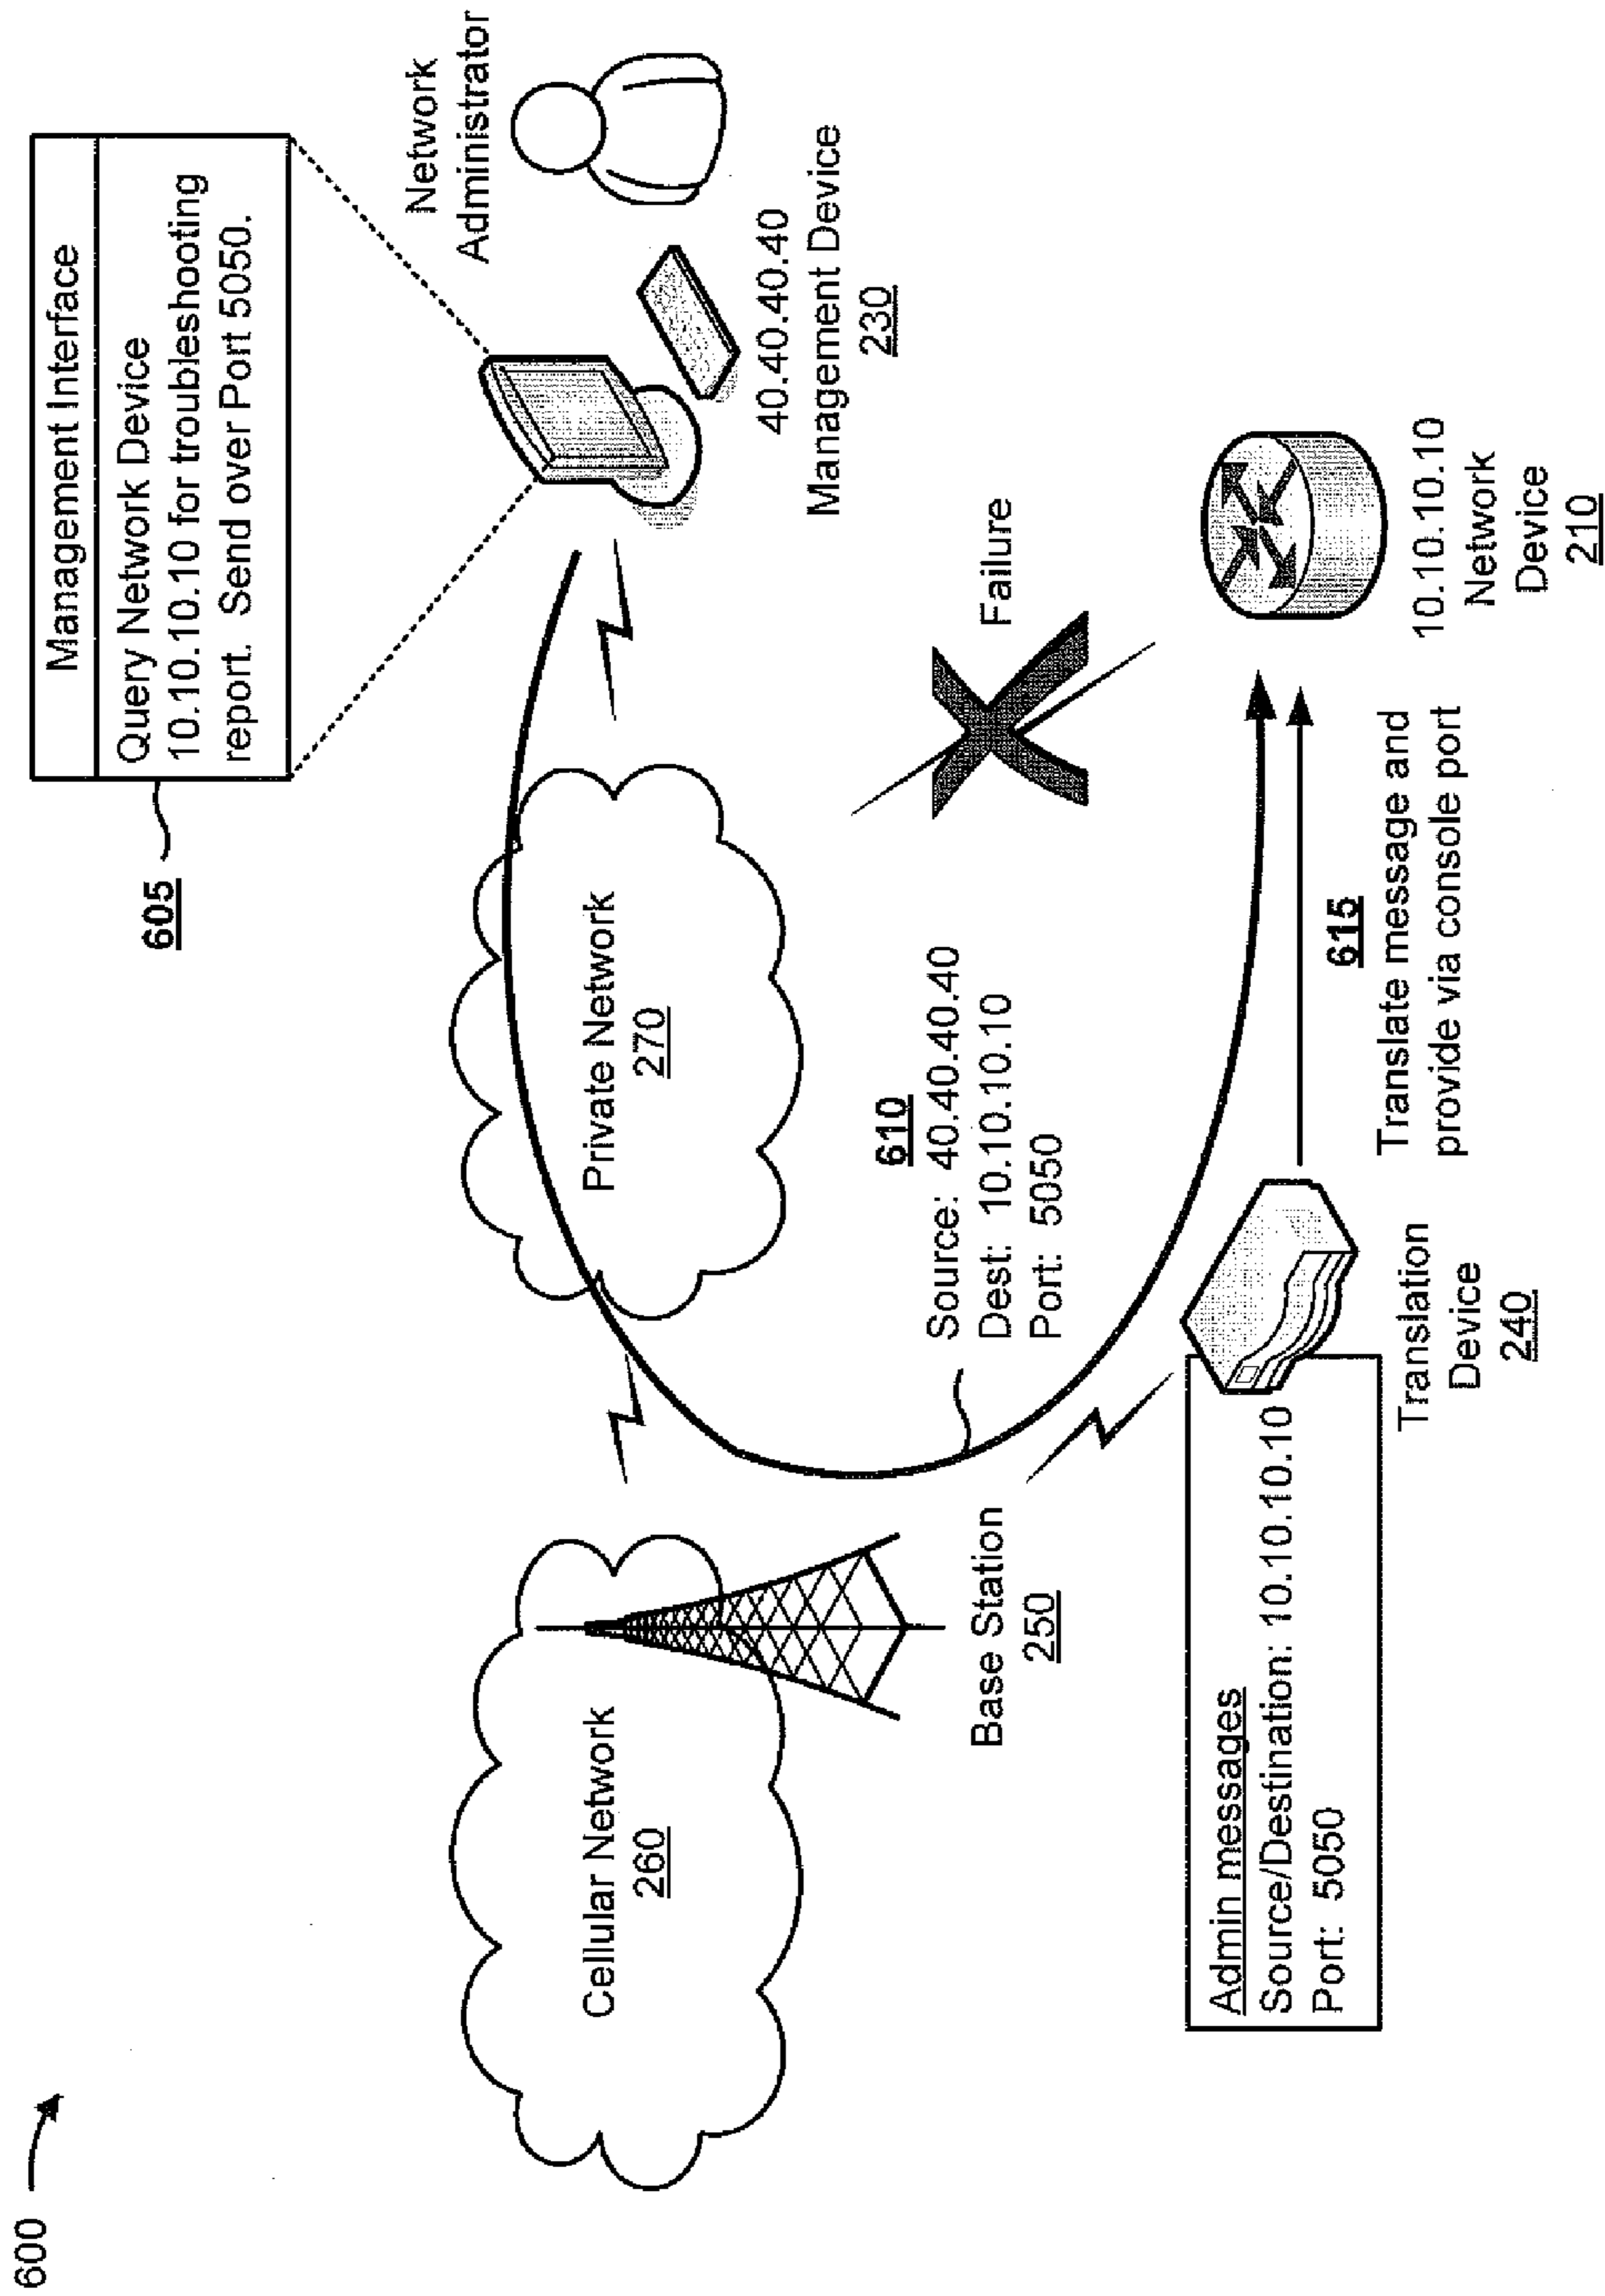 600
Management Interface
Query Network Device
10.10.10.10 for troubleshooting
report. Send over Port 5050.
605
Network
Administrator
40.40.40.40
Management Device
230
Cellular Network
260
Private Network
270
Base Station
250
610
Source: 40.40.40.40
Dest: 10.10.10.10
Port: 5050
Failure
Admin messages
Source/Destination: 10.10.10.10
Port: 5050
Translation
Device
240
615
Translate message and
provide via console port
10.10.10.10
Network
Device
210